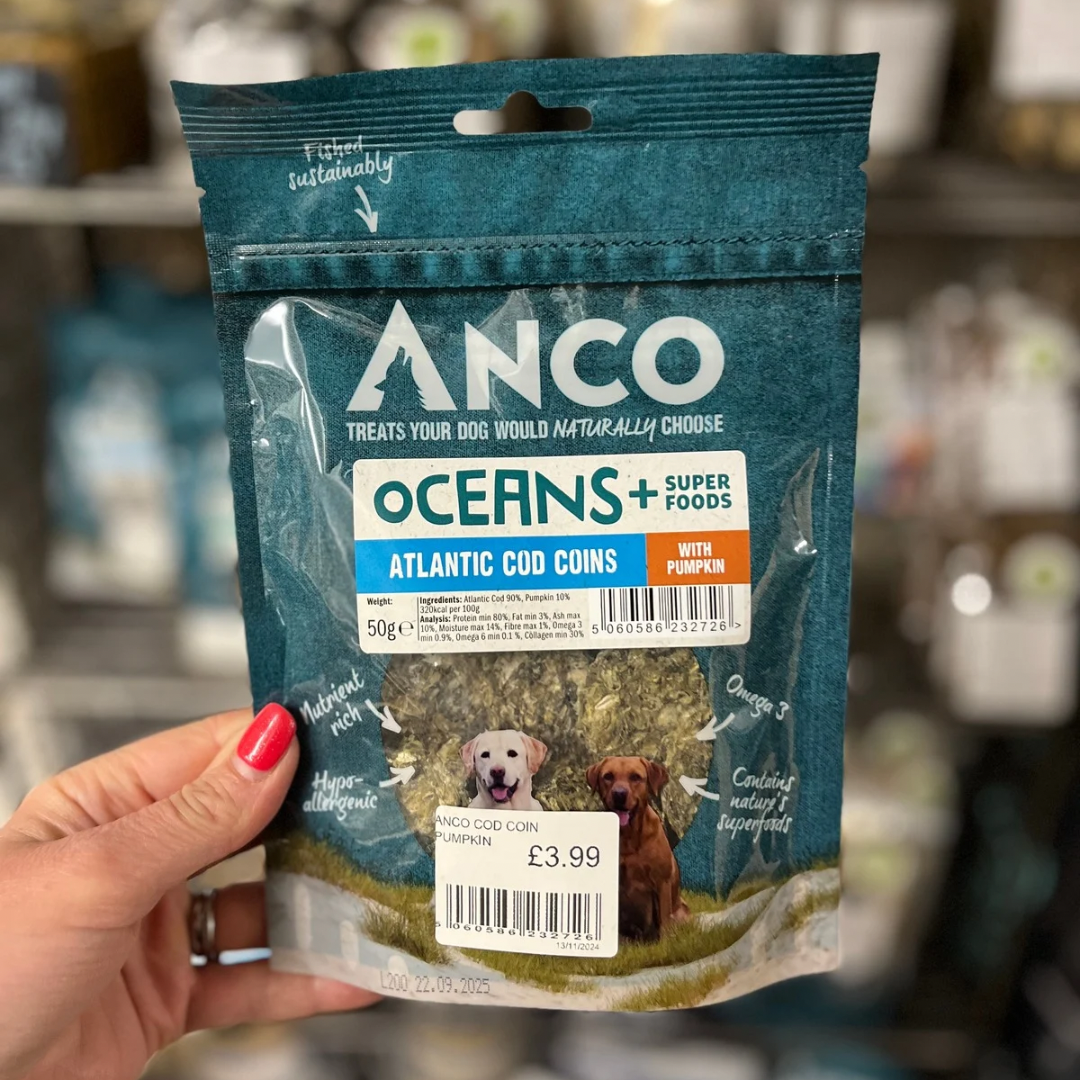 Fished
sustainably
ANCO
TREATS YOUR DOG WOULD NATURALLY CHOOSE
OCEANS+ SUPER
FOODS
ATLANTIC COD COINS
WITH
PUMPKIN
Weight:
50g e
Ingredients: Atlantic Cod 90%, Pumpkin 10%
320kcal per 100g
Analysis: Protein min 80%, Fat min 3%, Ash max
10%, Moisture max 14%, Fibre max 1%, Omega 3
min 0.9%, Omega 6 min 0.1 %, Collagen min 30%
5 060586 232726 >
Nutrient
rich
Omega 3
Hypo-
allergenic
Contains
nature's
superfoods
ANCO COD COIN
PUMPKIN
£3.99
5 060586 232726
13/11/2024
L200 22.09.2025